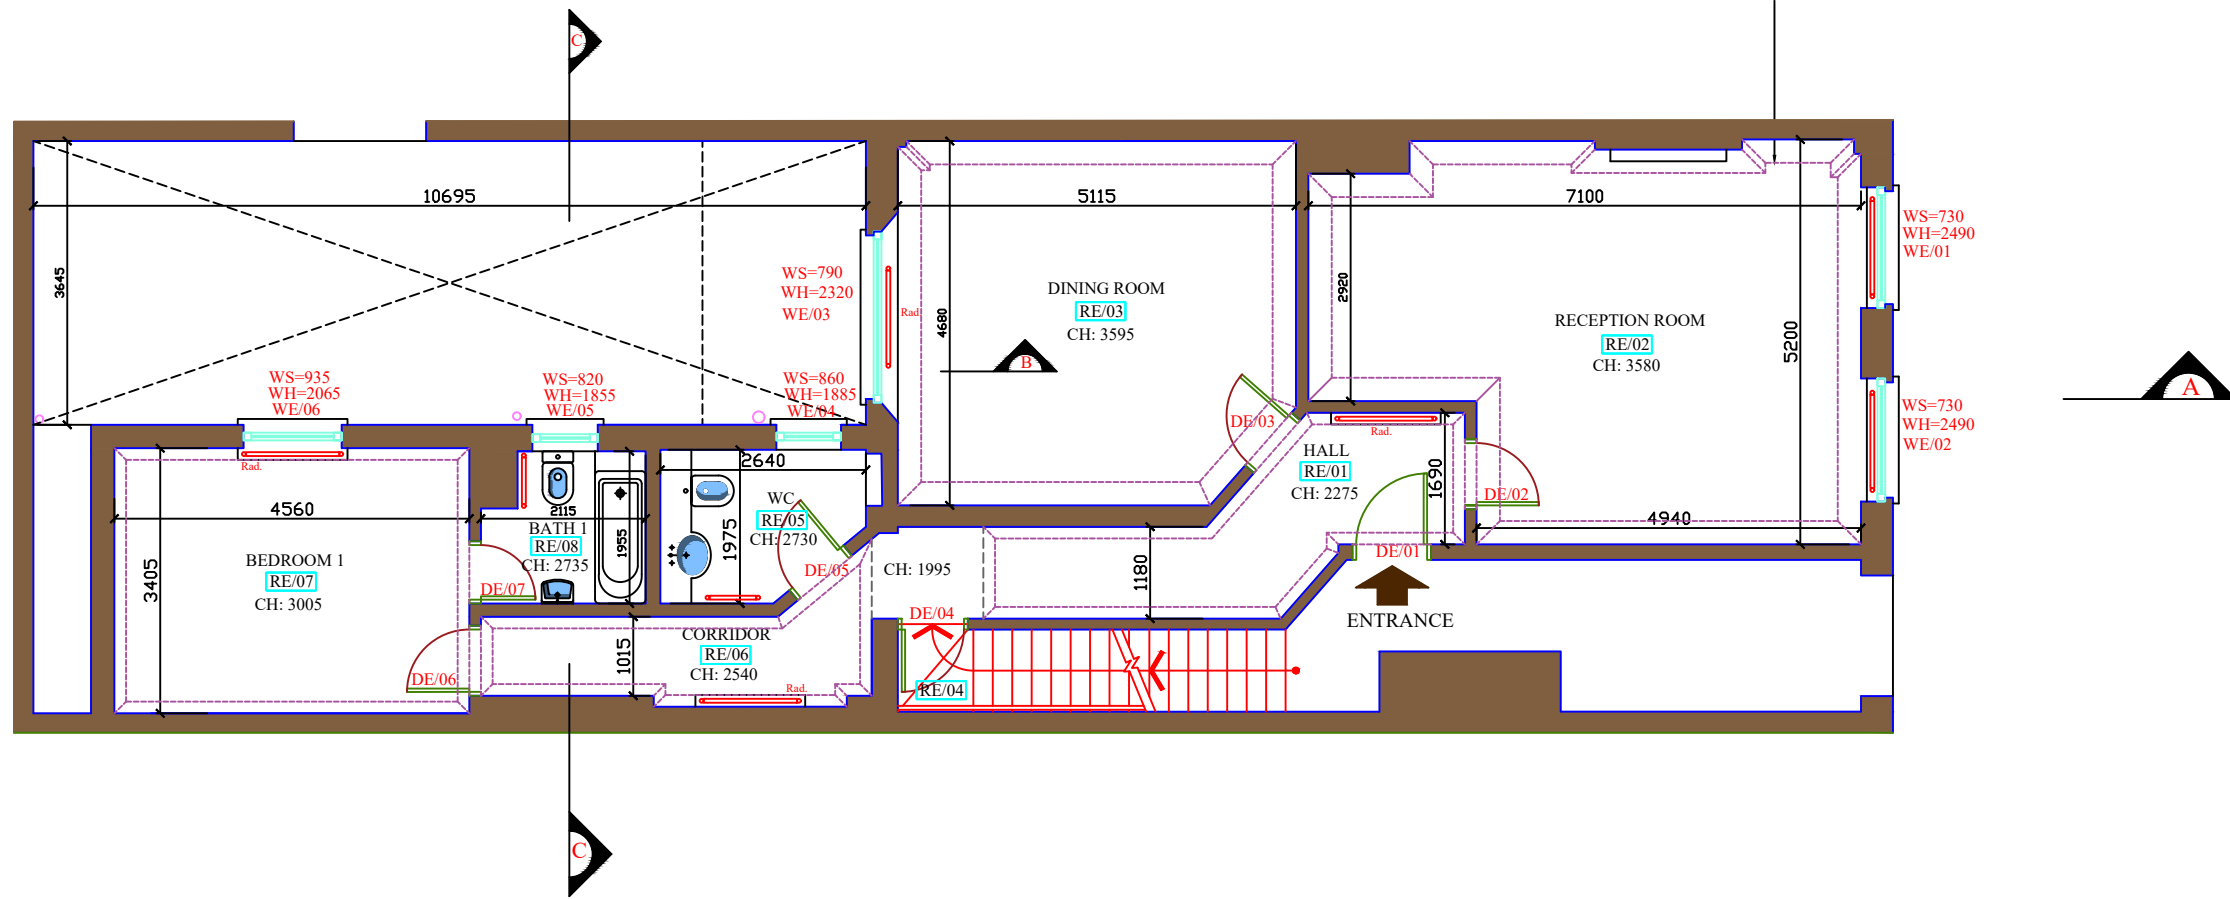 C
10695
5115
7100
3645
WS=790
WH=2320
WE/03
Rad.
4680
DINING ROOM
RE/03
CH: 3595
B
2920
RECEPTION ROOM
RE/02
CH: 3580
5200
WS=730
WH=2490
WE/01
A
WS=935
WH=2065
WE/06
WS=820
WH=1855
WE/05
WS=860
WH=1885
WE/04
DE/03
Rad.
WS=730
WH=2490
WE/02
HALL
RE/01
CH: 2275
1690
DE/02
4940
DE/01
ENTRANCE
Rad.
4560
BEDROOM 1
RE/07
CH: 3005
3405
2115
BATH 1
RE/08
CH: 2735
1955
DE/07
2640
WC
RE/05
CH: 2730
1975
DE/05
CH: 1995
1180
DE/04
DE/06
1015
CORRIDOR
RE/06
CH: 2540
Rad.
RE/04
C